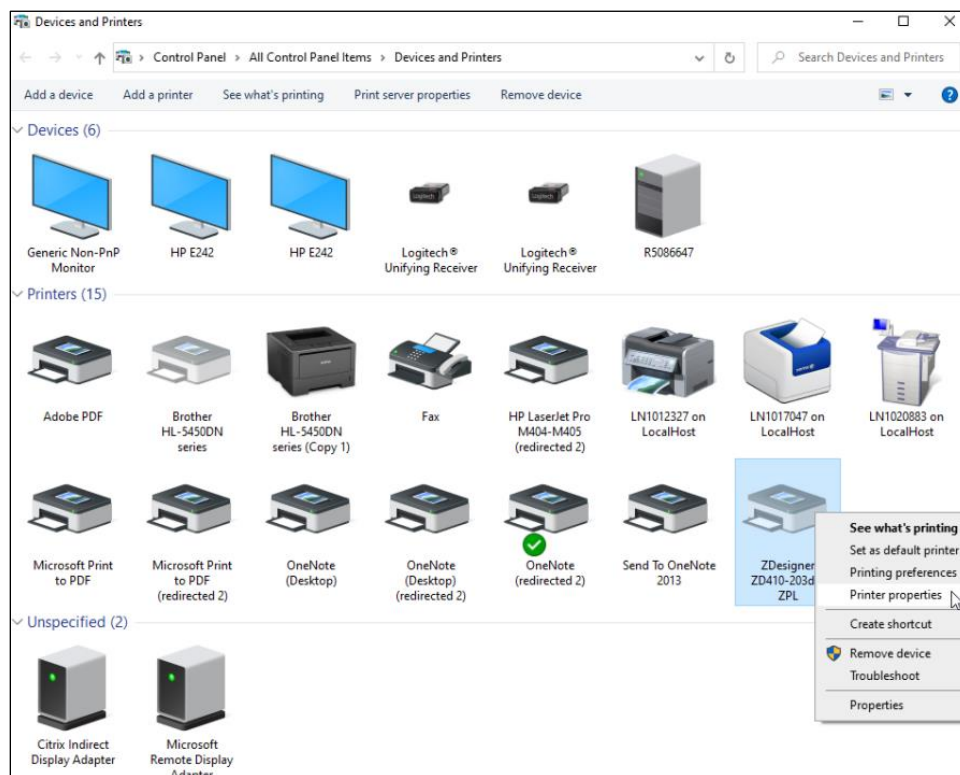 Devices and Printers
Control Panel > All Control Panel Items > Devices and Printers
Search Devices and Printers
Add a device Add a printer See what's printing Print server properties Remove device
Devices (6)
Generic Non-PnP
Monitor
HP E242
HP E242
Logitech®
Unifying Receiver
Logitech®
Unifying Receiver
R5086647
Printers (15)
Adobe PDF
Brother
HL-5450DN
series
Brother
HL-5450DN
series (Copy 1)
Fax
HP LaserJet Pro
M404-M405
(redirected 2)
LN1012327 on
LocalHost
LN1017047 on
LocalHost
LN1020883 on
LocalHost
Microsoft Print
to PDF
Microsoft Print
to PDF
(redirected 2)
OneNote
(Desktop)
OneNote
(Desktop)
(redirected 2)
OneNote
(redirected 2)
Send To OneNote
2013
ZDesigner
ZD410-203d
ZPL
See what's printing
Set as default printer
Printing preferences
Printer properties
Create shortcut
Remove device
Troubleshoot
Properties
Unspecified (2)
Citrix Indirect
Display Adapter
Microsoft
Remote Display
Adapter